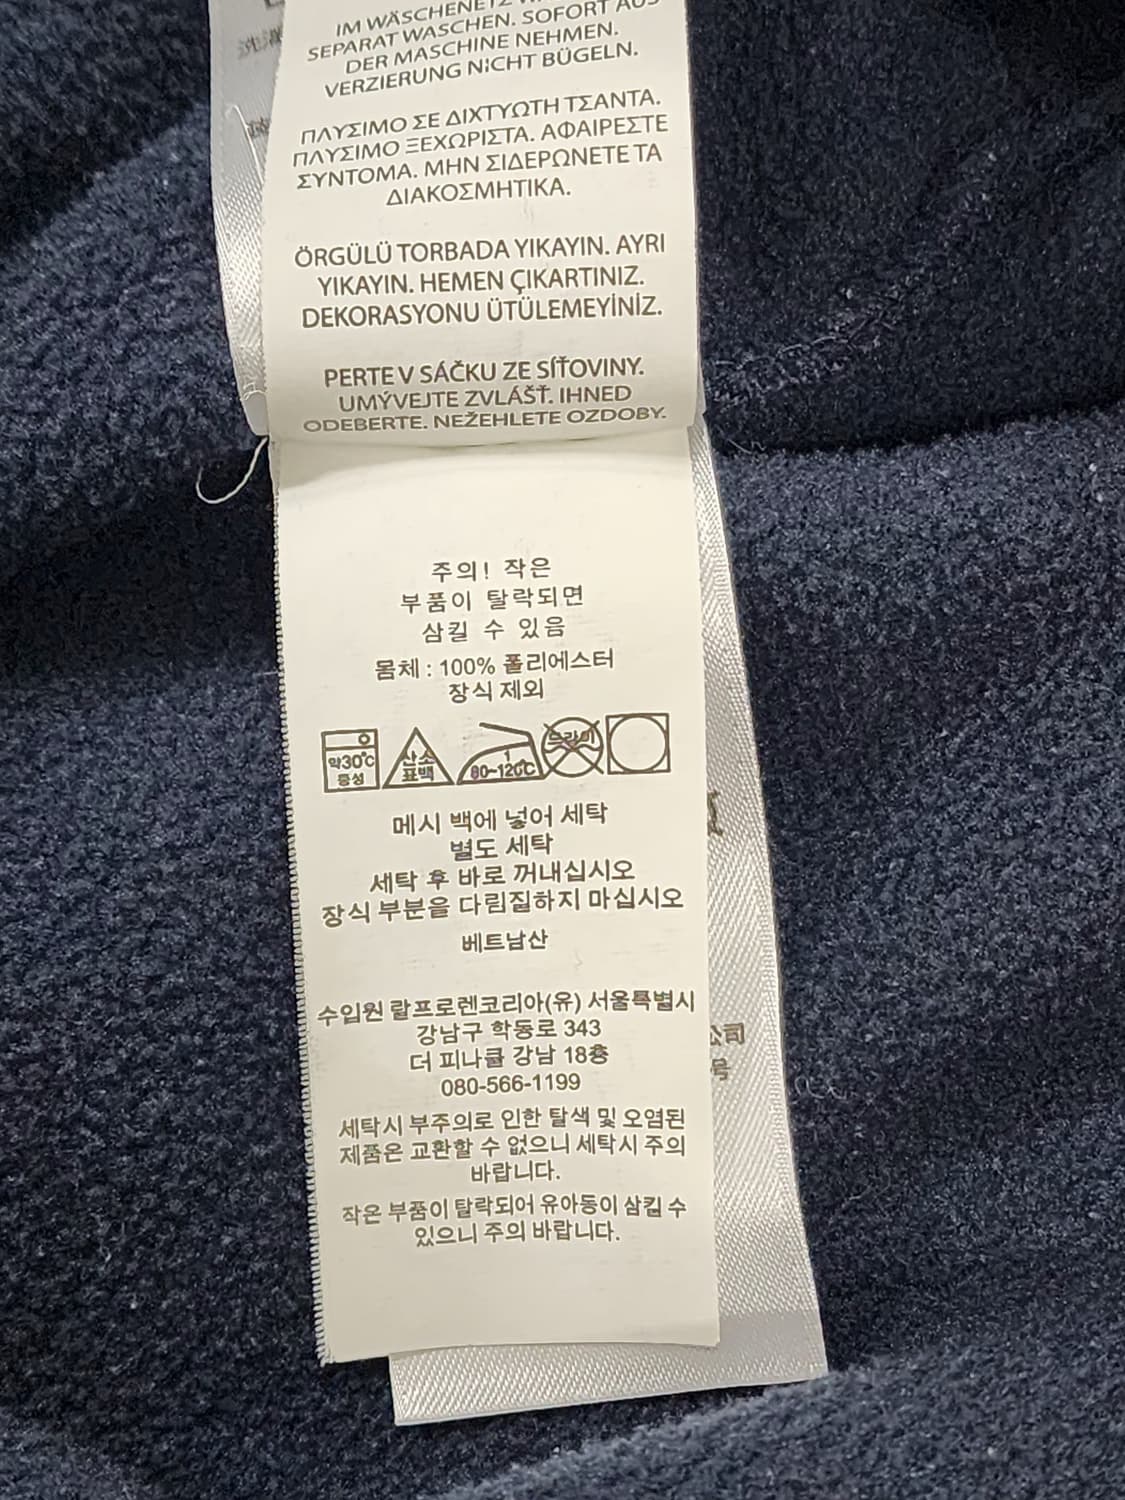 IM WÄSCHENETZ
SEPARAT WASCHEN. SOFORT AUS
DER MASCHINE NEHMEN.
VERZIERUNG NICHT BÜGELN.
ΠΛΥΣΙΜΟ ΣΕ ΔΙΧΤΥΩΤΗ ΤΣΑΝΤΑ.
ΠΛΥΣΙΜΟ ΞΕΧΩΡΙΣΤΑ. ΑΦΑΙΡΕΣΤΕ
ΣΥΝΤΟΜΑ. ΜΗΝ ΣΙΔΕΡΩΝΕΤΕ ΤΑ
ΔΙΑΚΟΣΜΗΤΙΚΑ.
ÖRGÜLÜ TORBADA YIKAYIN. AYRI
YIKAYIN. HEMEN ÇIKARTINIZ.
DEKORASYONU ÜTÜLEMEYİNİZ.
PERTE V SÁČKU ZE SÍŤOVINY.
UMÝVEJTE ZVLÁŠŤ. IHNED
ODEBERTE. NEŽEHLETE OZDOBY.
주의! 작은
부품이 탈락되면
삼킬 수 있음
몸체 : 100% 폴리에스터
장식 제외
약30℃ 중성
산소 표백
1 80~120℃
드라이
메시 백에 넣어 세탁
별도 세탁
세탁 후 바로 꺼내십시오
장식 부분을 다림질하지 마십시오
베트남산
수입원 랄프로렌코리아(유) 서울특별시
강남구 학동로 343
더 피나클 강남 18층
080-566-1199
세탁시 부주의로 인한 탈색 및 오염된
제품은 교환할 수 없으니 세탁시 주의
바랍니다.
작은 부품이 탈락되어 유아동이 삼킬 수
있으니 주의 바랍니다.
公司
号